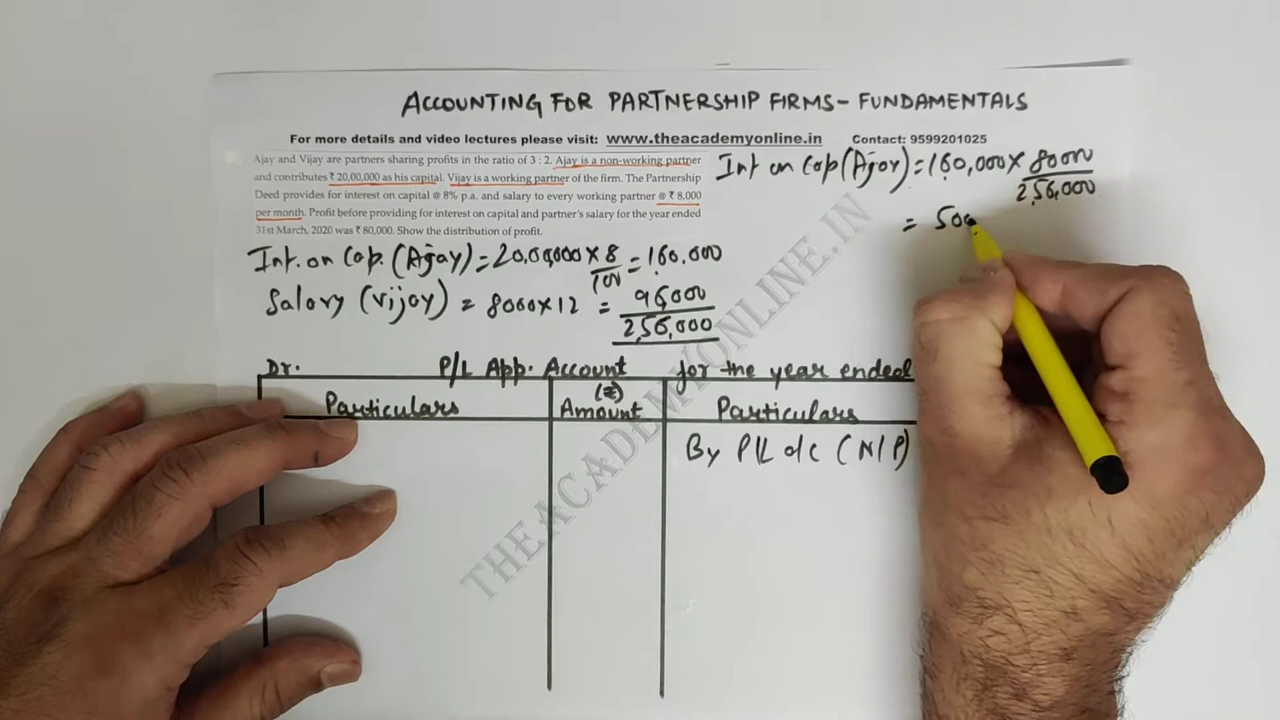 ACCOUNTING FOR PARTNERSHIP FIRMS - FUNDAMENTALS
For more details and video lectures please visit: www.theacademyonline.in Contact: 9599201025
Ajay and Vijay are partners sharing profits in the ratio of 3 : 2. Ajay is a non-working partner
and contributes ₹ 20,00,000 as his capital. Vijay is a working partner of the firm. The Partnership
Deed provides for interest on capital @ 8% p.a. and salary to every working partner @ ₹ 8,000
per month. Profit before providing for interest on capital and partner's salary for the year ended
31st March, 2020 was ₹ 80,000. Show the distribution of profit.
Int on Cap (Ajay) = 160,000 × 80000
2,56,000
= 500
Int. on Cap. (Ajay) = 20,00,000 × 8 = 160,000
100
Salary (Vijay) = 8000 × 12 = 96000
2,56,000
Dr. P/L App. Account for the year ended
Particulars (₹) Amount Particulars
By P/L a/c (N/P)
THEACADEMYONLINE.IN